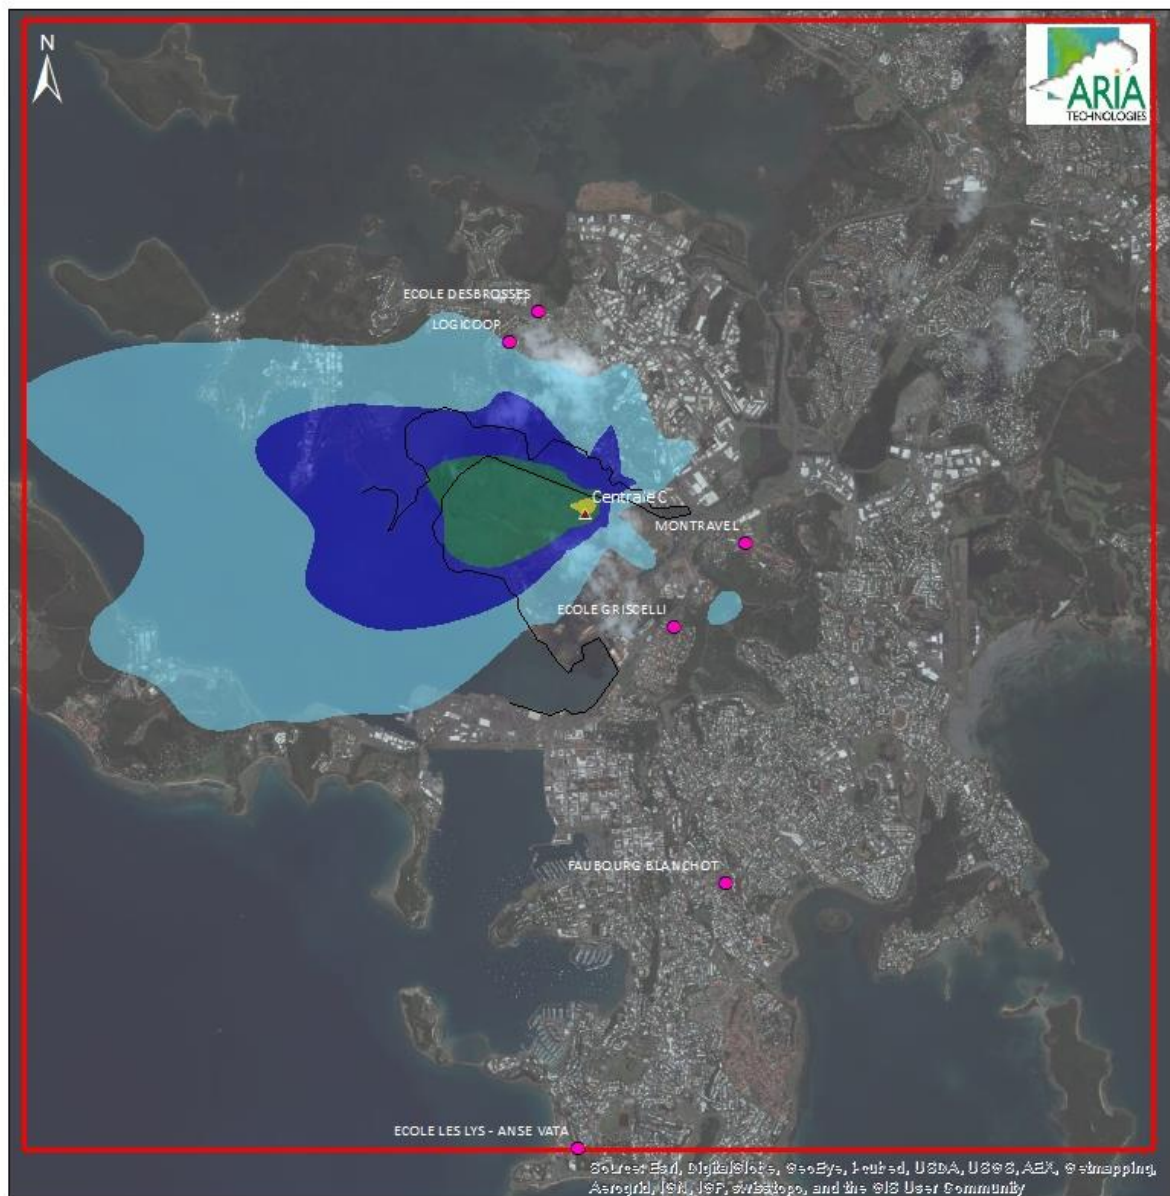 N
ARIA
TECHNOLOGIES
ECOLE DESBROSSES
LOGICOOP
Centrale C
MONTRAVEL
ECOLE GRISCELLI
FAUBOURG BLANCHOT
ECOLE LES LYS - ANSE VATA
Source: Esri, DigitalGlobe, GeoEye, i-cubed, USDA, USGS, AEX, Getmapping,
Aerogrid, IGN, IGP, swisstopo, and the GIS User Community